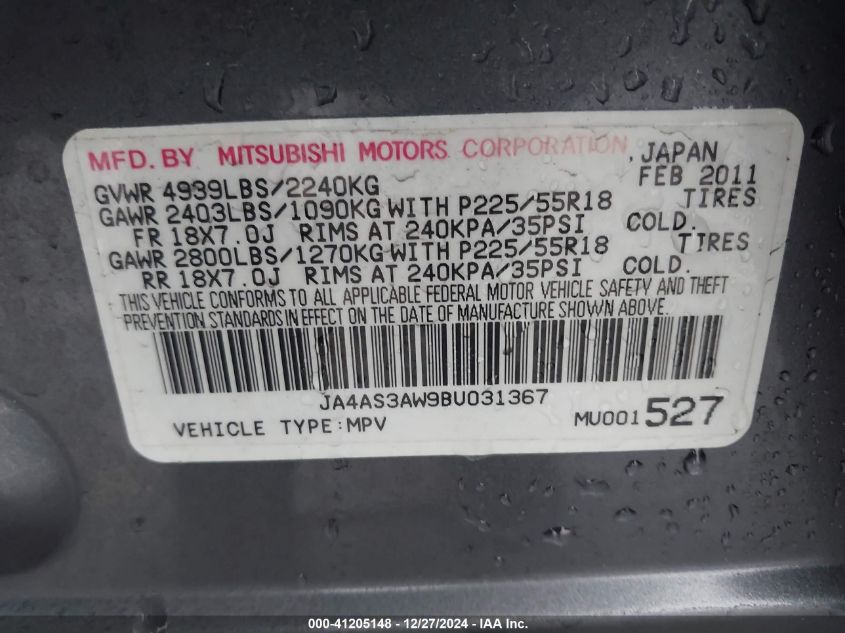 MFD. BY MITSUBISHI MOTORS CORPORATION, JAPAN
GVWR 4939LBS/2240KG FEB 2011
GAWR 2403LBS/1090KG WITH P225/55R18 TIRES
FR 18X7.0J RIMS AT 240KPA/35PSI COLD.
GAWR 2800LBS/1270KG WITH P225/55R18 TIRES
RR 18X7.0J RIMS AT 240KPA/35PSI COLD.
THIS VEHICLE CONFORMS TO ALL APPLICABLE FEDERAL MOTOR VEHICLE SAFETY AND THEFT
PREVENTION STANDARDS IN EFFECT ON THE DATE OF MANUFACTURE SHOWN ABOVE.
JA4AS3AW9BU031367
VEHICLE TYPE:MPV MU001527
000-41205148 - 12/27/2024 - IAA Inc.